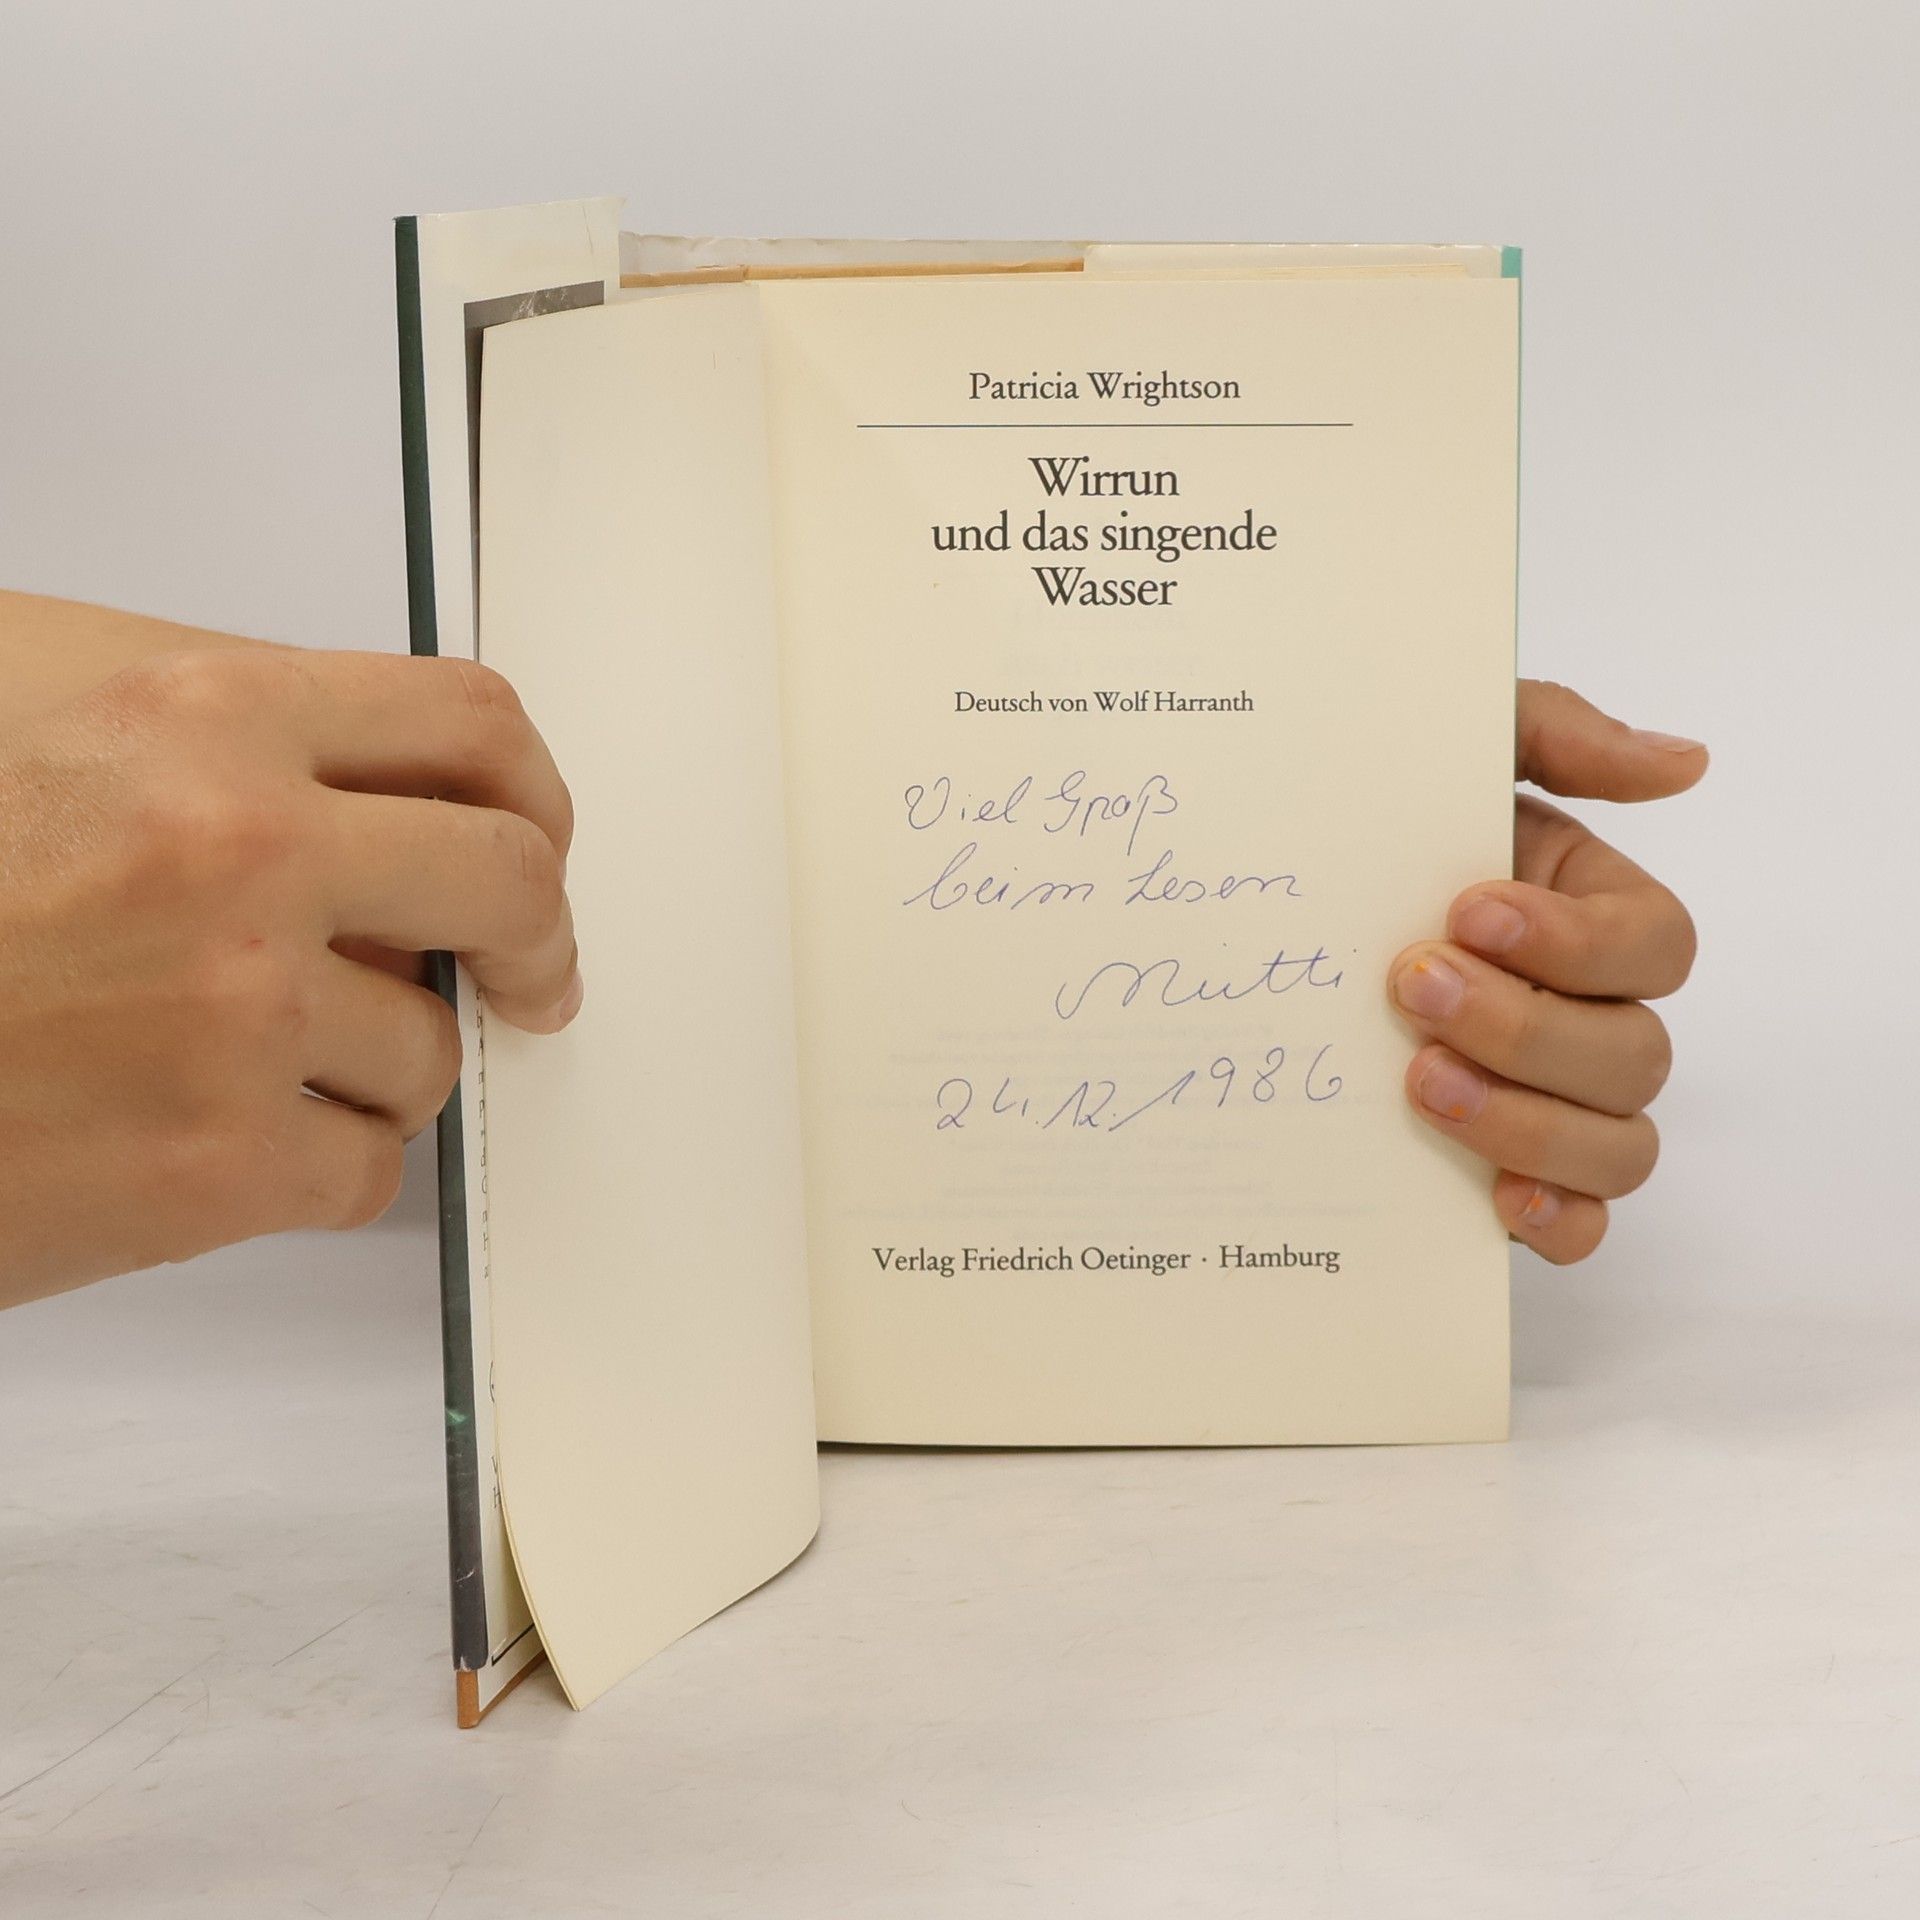 Patricia Wrightson
Wirrun
und das singende
Wasser
Deutsch von Wolf Harranth
Viel Spaß
beim Lesen
Mutti
24.12.1986
Verlag Friedrich Oetinger · Hamburg